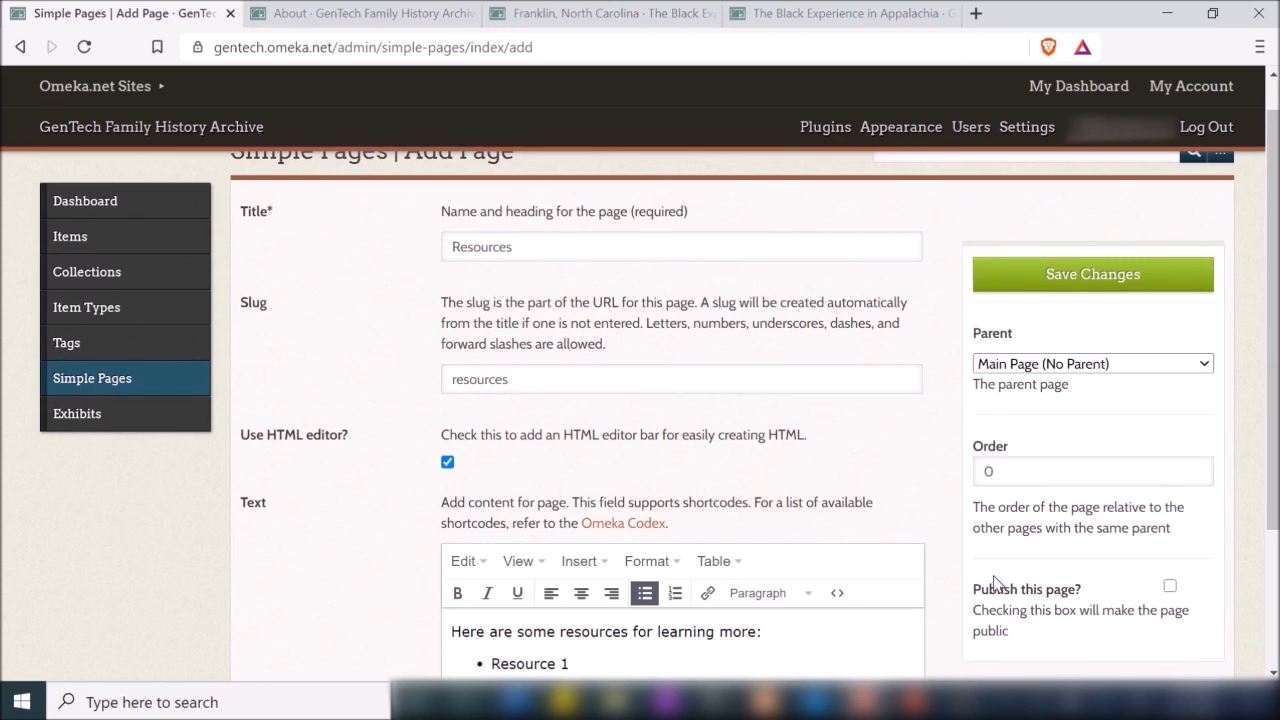 Simple Pages | Add Page · GenTe
About · GenTech Family History Archiv
Franklin, North Carolina · The Black Ex
The Black Experience in Appalachia · G
gentech.omeka.net/admin/simple-pages/index/add
Omeka.net Sites
My Dashboard My Account
GenTech Family History Archive
Plugins Appearance Users Settings Log Out
Simple Pages | Add Page
Dashboard
Items
Collections
Item Types
Tags
Simple Pages
Exhibits
Title*
Name and heading for the page (required)
Resources
Slug
The slug is the part of the URL for this page. A slug will be created automatically
from the title if one is not entered. Letters, numbers, underscores, dashes, and
forward slashes are allowed.
resources
Use HTML editor?
Check this to add an HTML editor bar for easily creating HTML.
Text
Add content for page. This field supports shortcodes. For a list of available
shortcodes, refer to the Omeka Codex.
Edit View Insert Format Table
B I U Paragraph
Here are some resources for learning more:
• Resource 1
Save Changes
Parent
Main Page (No Parent)
The parent page
Order
0
The order of the page relative to the
other pages with the same parent
Publish this page?
Checking this box will make the page
public
Type here to search